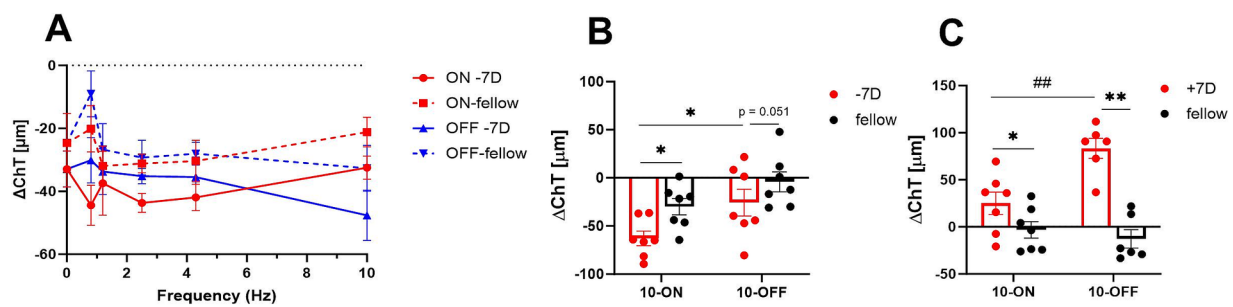 A
ΔChT [µm]
0
-20
-40
-60
0
2
4
6
8
10
Frequency (Hz)
ON -7D
ON-fellow
OFF -7D
OFF-fellow
B
ΔChT [µm]
100
50
0
-50
-100
*
*
p = 0.051
-7D
fellow
10-ON
10-OFF
C
ΔChT [µm]
150
100
50
0
-50
##
*
**
+7D
fellow
10-ON
10-OFF